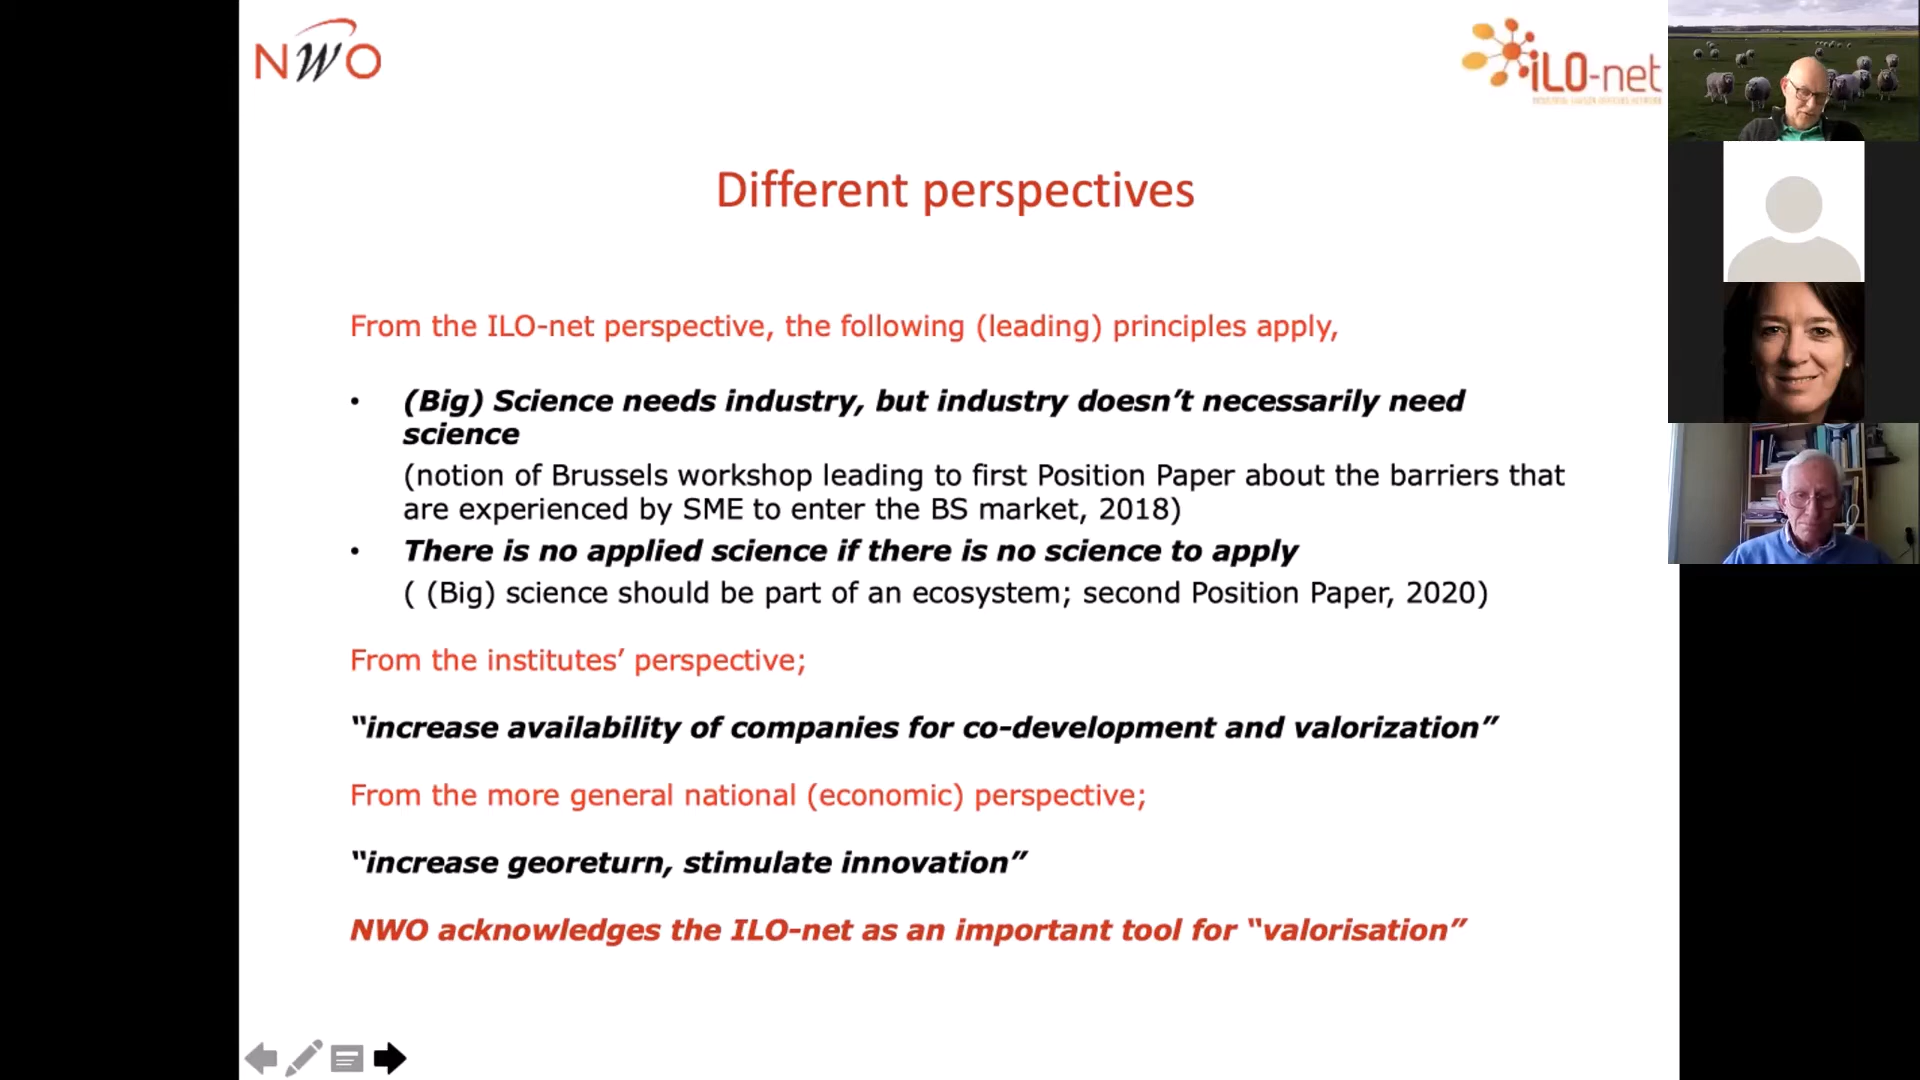 NWO
iLO-net
Different perspectives
From the ILO-net perspective, the following (leading) principles apply,
• (Big) Science needs industry, but industry doesn’t necessarily need
science
(notion of Brussels workshop leading to first Position Paper about the barriers that
are experienced by SME to enter the BS market, 2018)
• There is no applied science if there is no science to apply
( (Big) science should be part of an ecosystem; second Position Paper, 2020)
From the institutes’ perspective;
“increase availability of companies for co-development and valorization”
From the more general national (economic) perspective;
“increase georeturn, stimulate innovation”
NWO acknowledges the ILO-net as an important tool for “valorisation”